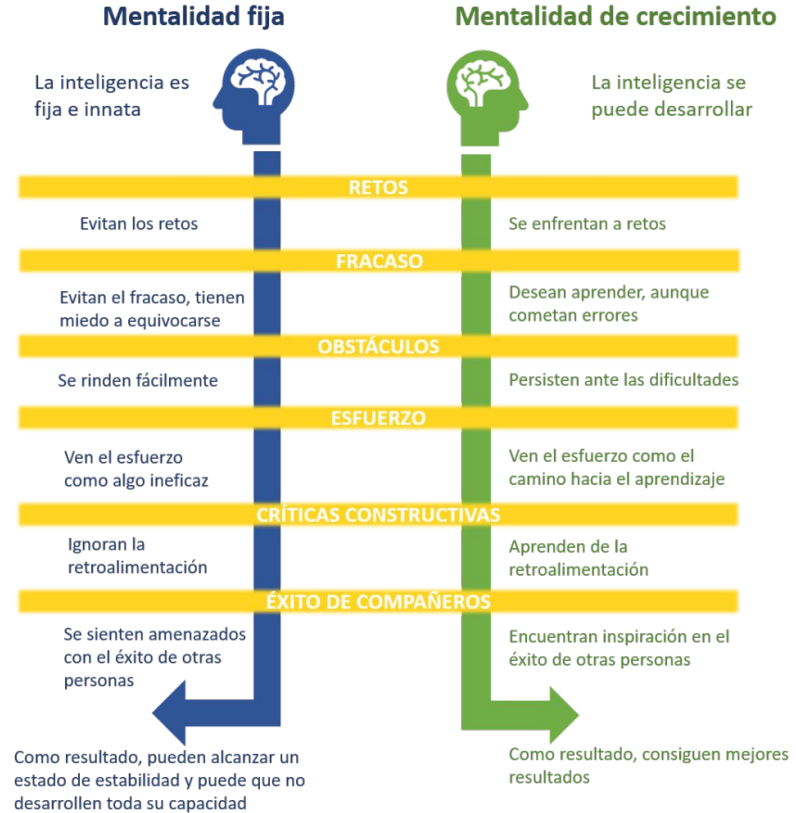 Mentalidad fija
Mentalidad de crecimiento
La inteligencia es
fija e innata
La inteligencia se
puede desarrollar
RETOS
Evitan los retos
Se enfrentan a retos
FRACASO
Evitan el fracaso, tienen
miedo a equivocarse
Desean aprender, aunque
cometan errores
OBSTÁCULOS
Se rinden fácilmente
Persisten ante las dificultades
ESFUERZO
Ven el esfuerzo
como algo ineficaz
Ven el esfuerzo como el
camino hacia el aprendizaje
CRÍTICAS CONSTRUCTIVAS
Ignoran la
retroalimentación
Aprenden de la
retroalimentación
ÉXITO DE COMPAÑEROS
Se sienten amenazados
con el éxito de otras
personas
Encuentran inspiración en el
éxito de otras personas
Como resultado, pueden alcanzar un
estado de estabilidad y puede que no
desarrollen toda su capacidad
Como resultado, consiguen mejores
resultados